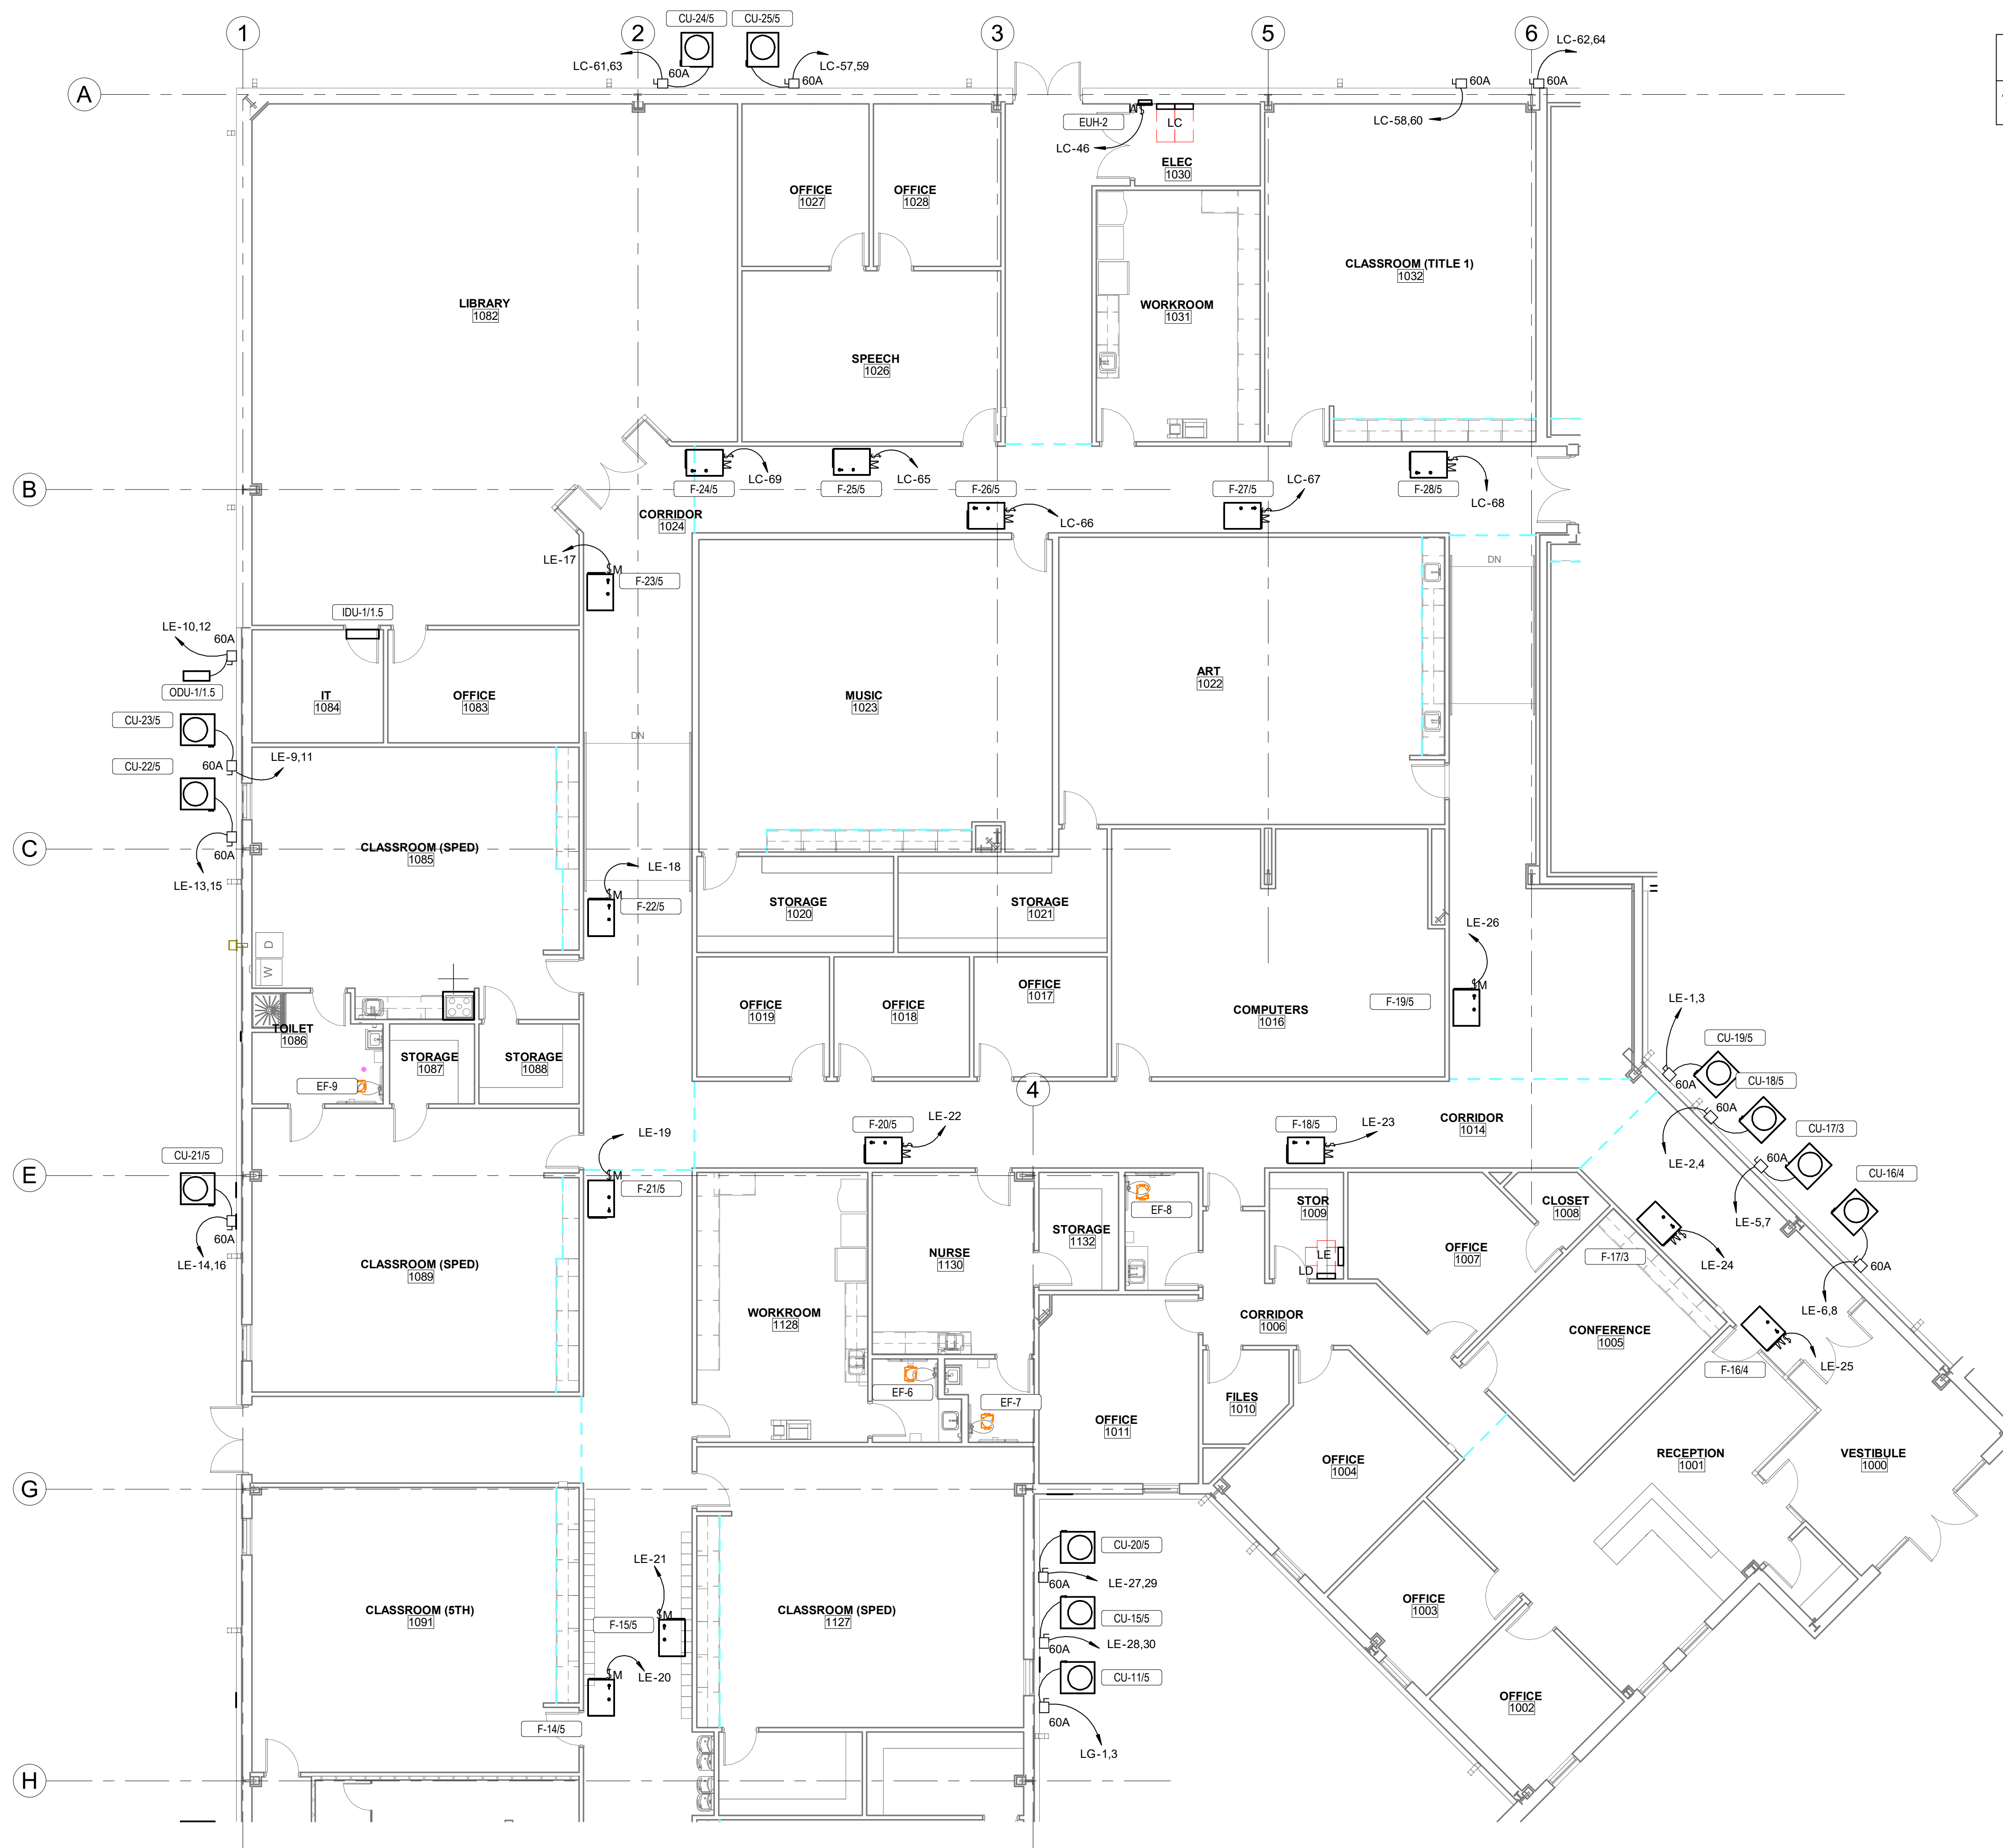 CU-24/5
CU-25/5
1
2
3
5
6
LC-61,63
60A
60A
LC-57,59
LC-62,64
60A
60A
LC-58,60
A
EUH-2
LC
LC-46
ELEC
1030
OFFICE
1027
OFFICE
1028
CLASSROOM (TITLE 1)
1032
LIBRARY
1082
WORKROOM
1031
SPEECH
1026
B
LC-69
LC-65
LC-67
LC-68
F-24/5
F-25/5
F-26/5
F-27/5
F-28/5
CORRIDOR
1024
LC-66
LE-17
$M
F-23/5
DN
IDU-1/1.5
LE-10,12
60A
ODU-1/1.5
IT
1084
OFFICE
1083
MUSIC
1023
ART
1022
CU-23/5
DN
LE-9,11
60A
CU-22/5
CLASSROOM (SPED)
1085
C
60A
LE-13,15
LE-18
$M
F-22/5
STORAGE
1020
STORAGE
1021
LE-26
$M
D
W
OFFICE
1019
OFFICE
1018
OFFICE
1017
COMPUTERS
1016
F-19/5
LE-1,3
TOILET
1086
STORAGE
1087
STORAGE
1088
EF-9
CU-19/5
60A
CU-18/5
4
60A
LE-19
LE-22
F-20/5
F-18/5
LE-23
CORRIDOR
1014
CU-17/3
60A
LE-2,4
CU-16/4
CU-21/5
E
$M
F-21/5
EF-8
STOR
1009
CLOSET
1008
60A
LE-14,16
STORAGE
1132
LE-5,7
NURSE
1130
LE
LD
OFFICE
1007
F-17/3
LE-24
60A
CLASSROOM (SPED)
1089
LE-6,8
WORKROOM
1128
CORRIDOR
1006
CONFERENCE
1005
F-16/4
LE-25
EF-6
EF-7
FILES
1010
OFFICE
1011
OFFICE
1004
RECEPTION
1001
VESTIBULE
1000
G
CU-20/5
LE-21
60A
LE-27,29
CLASSROOM (5TH)
1091
F-15/5
$M
CLASSROOM (SPED)
1127
OFFICE
1003
CU-15/5
60A
LE-28,30
$M
LE-20
CU-11/5
OFFICE
1002
F-14/5
60A
LG-1,3
H